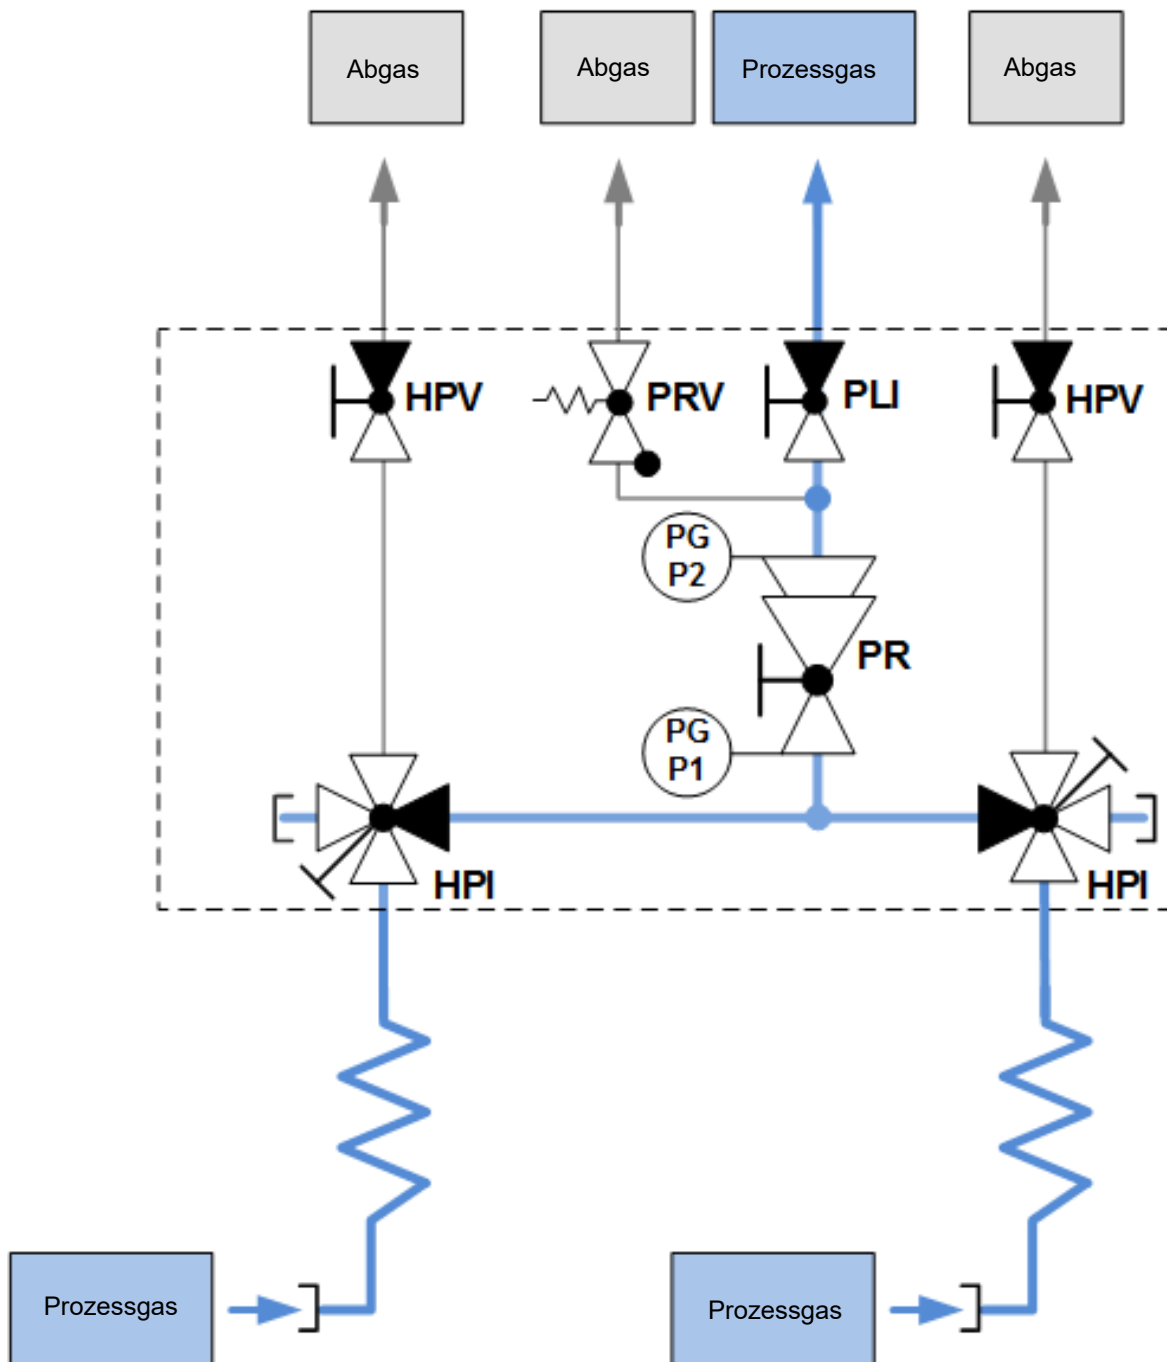 Abgas
Abgas
Prozessgas
Abgas
HPV
PRV
PLI
HPV
PG
P2
PR
PG
P1
HPI
HPI
Prozessgas
Prozessgas